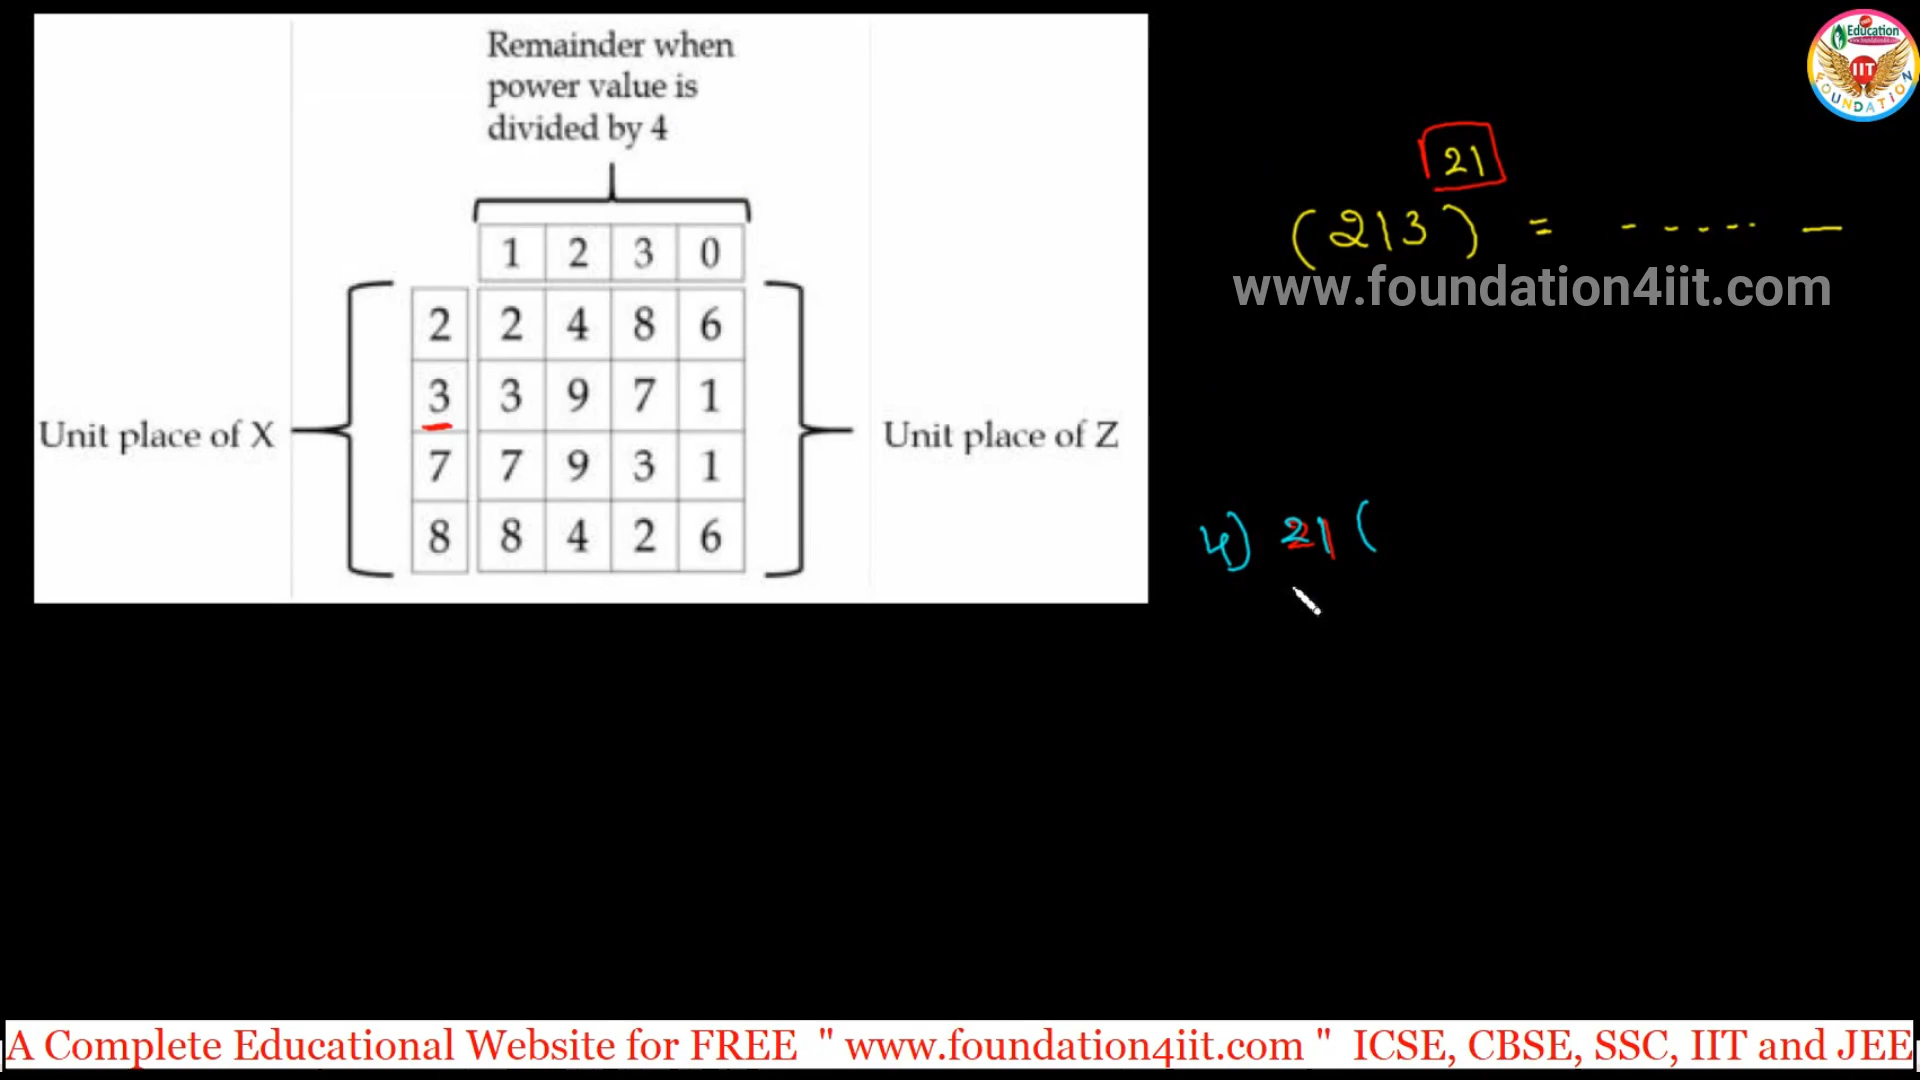 Remainder when
power value is
divided by 4
1 2 3 0
2 2 4 8 6
3 3 9 7 1
7 7 9 3 1
8 8 4 2 6
Unit place of X
Unit place of Z
Education
IIT
FOUNDATION
21
(213) = - - - - - —
www.foundation4iit.com
4) 21 (
A Complete Educational Website for FREE " www.foundation4iit.com " ICSE, CBSE, SSC, IIT and JEE